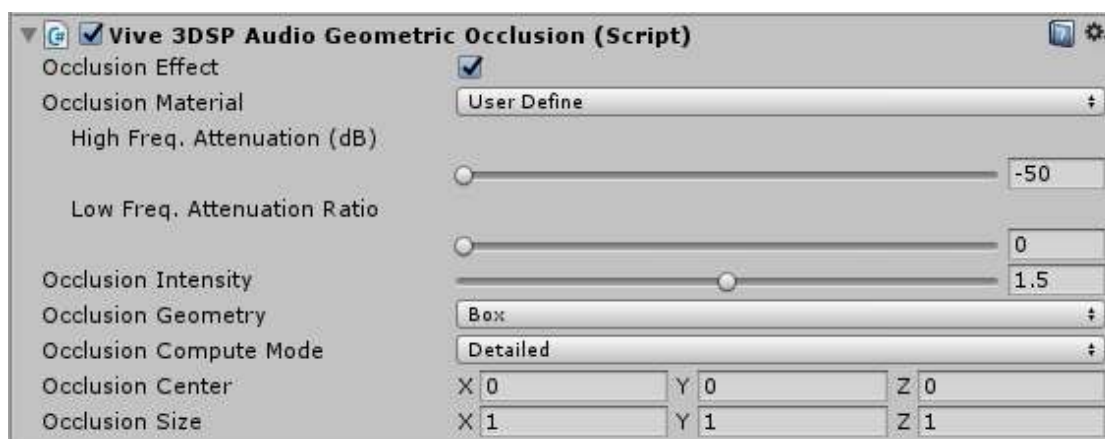 Vive 3DSP Audio Geometric Occlusion (Script)
Occlusion Effect
Occlusion Material User Define
High Freq. Attenuation (dB)
-50
Low Freq. Attenuation Ratio
0
Occlusion Intensity 1.5
Occlusion Geometry Box
Occlusion Compute Mode Detailed
Occlusion Center X 0 Y 0 Z 0
Occlusion Size X 1 Y 1 Z 1